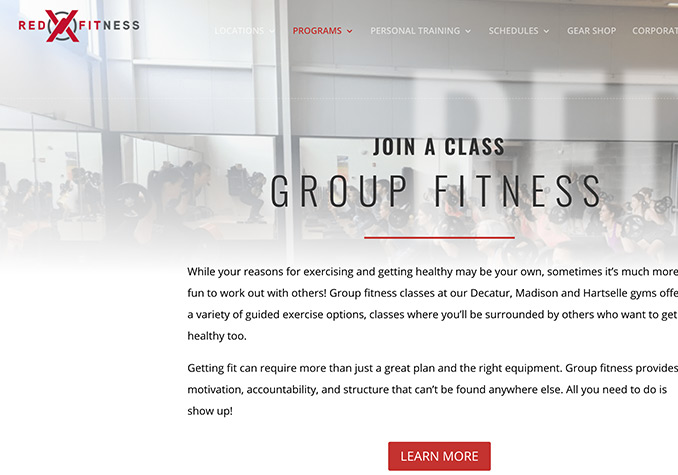 RED X FITNESS
LOCATIONS PROGRAMS PERSONAL TRAINING SCHEDULES GEAR SHOP CORPORAT
RED
JOIN A CLASS
GROUP FITNESS
While your reasons for exercising and getting healthy may be your own, sometimes it's much more
fun to work out with others! Group fitness classes at our Decatur, Madison and Hartselle gyms offe
a variety of guided exercise options, classes where you'll be surrounded by others who want to get
healthy too.
Getting fit can require more than just a great plan and the right equipment. Group fitness provides
motivation, accountability, and structure that can't be found anywhere else. All you need to do is
show up!
LEARN MORE